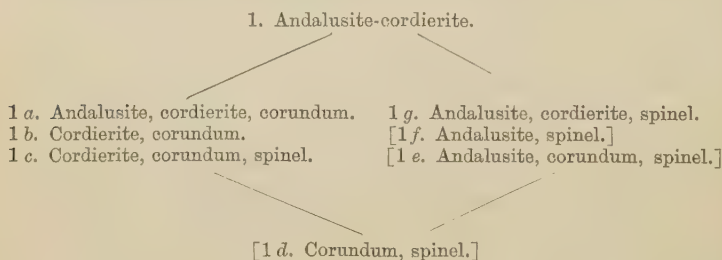 1. Andalusite-cordierite.
1 a. Andalusite, cordierite, corundum.
1 b. Cordierite, corundum.
1 c. Cordierite, corundum, spinel.
1 g. Andalusite, cordierite, spinel.
[1 f. Andalusite, spinel.]
[1 e. Andalusite, corundum, spinel.]
[1 d. Corundum, spinel.]